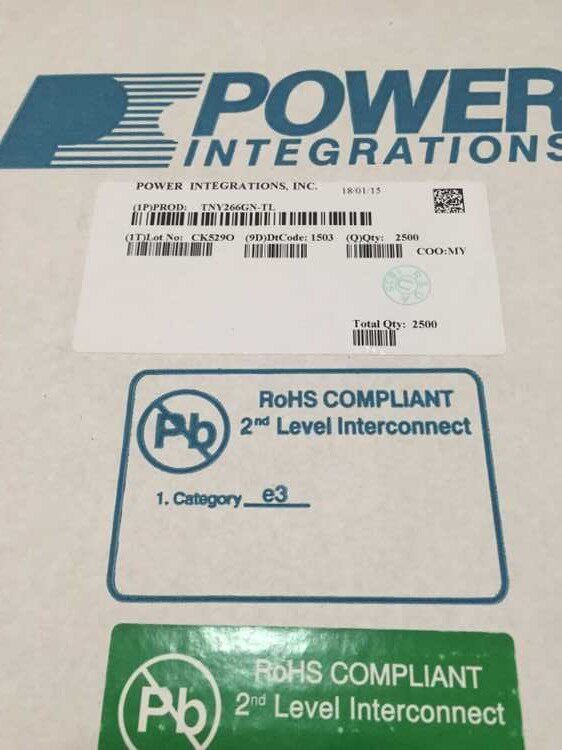 POWER
INTEGRATIONS
POWER INTEGRATIONS, INC. 18/01/15
(1P)PROD: TNY266GN-TL
(1T)Lot No: CK529O (9D)DtCode: 1503 (Q)Qty: 2500
COO:MY
Total Qty: 2500
Pb
RoHS COMPLIANT
2nd Level Interconnect
1. Category e3
Pb
RoHS COMPLIANT
2nd Level Interconnect